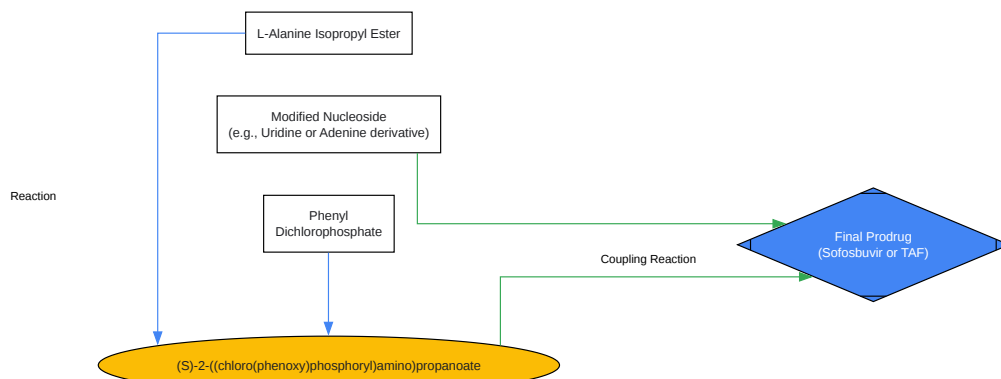 L-Alanine Isopropyl Ester
Modified Nucleoside
(e.g., Uridine or Adenine derivative)
Reaction
Phenyl
Dichlorophosphate
Final Prodrug
(Sofosbuvir or TAF)
Coupling Reaction
(S)-2-((chloro(phenoxy)phosphoryl)amino)propanoate